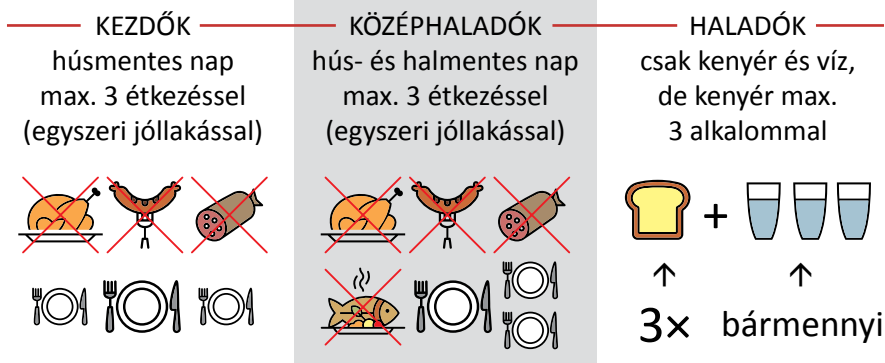 KEZDŐK
húsmentes nap
max. 3 étkezéssel
(egyszeri jóllakással)
KÖZÉPHALADÓK
hús- és halmentes nap
max. 3 étkezéssel
(egyszeri jóllakással)
HALADÓK
csak kenyér és víz,
de kenyér max.
3 alkalommal
+
↑ ↑
3× bármennyi